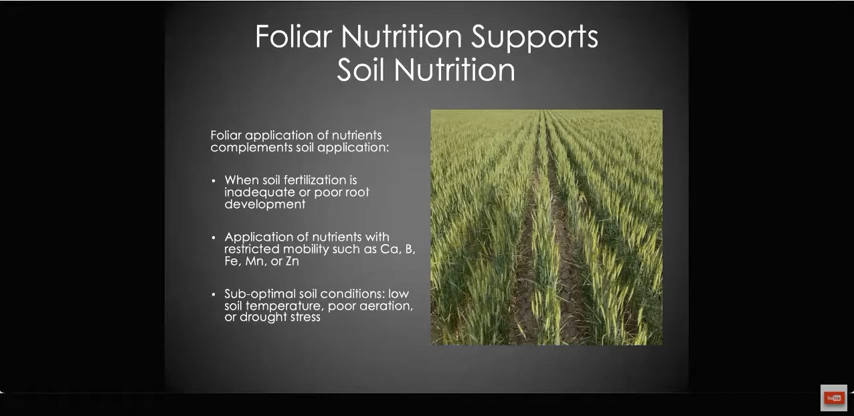 Foliar Nutrition Supports
Soil Nutrition
Foliar application of nutrients
complements soil application:
• When soil fertilization is
inadequate or poor root
development
• Application of nutrients with
restricted mobility such as Ca, B,
Fe, Mn, or Zn
• Sub-optimal soil conditions: low
soil temperature, poor aeration,
or drought stress